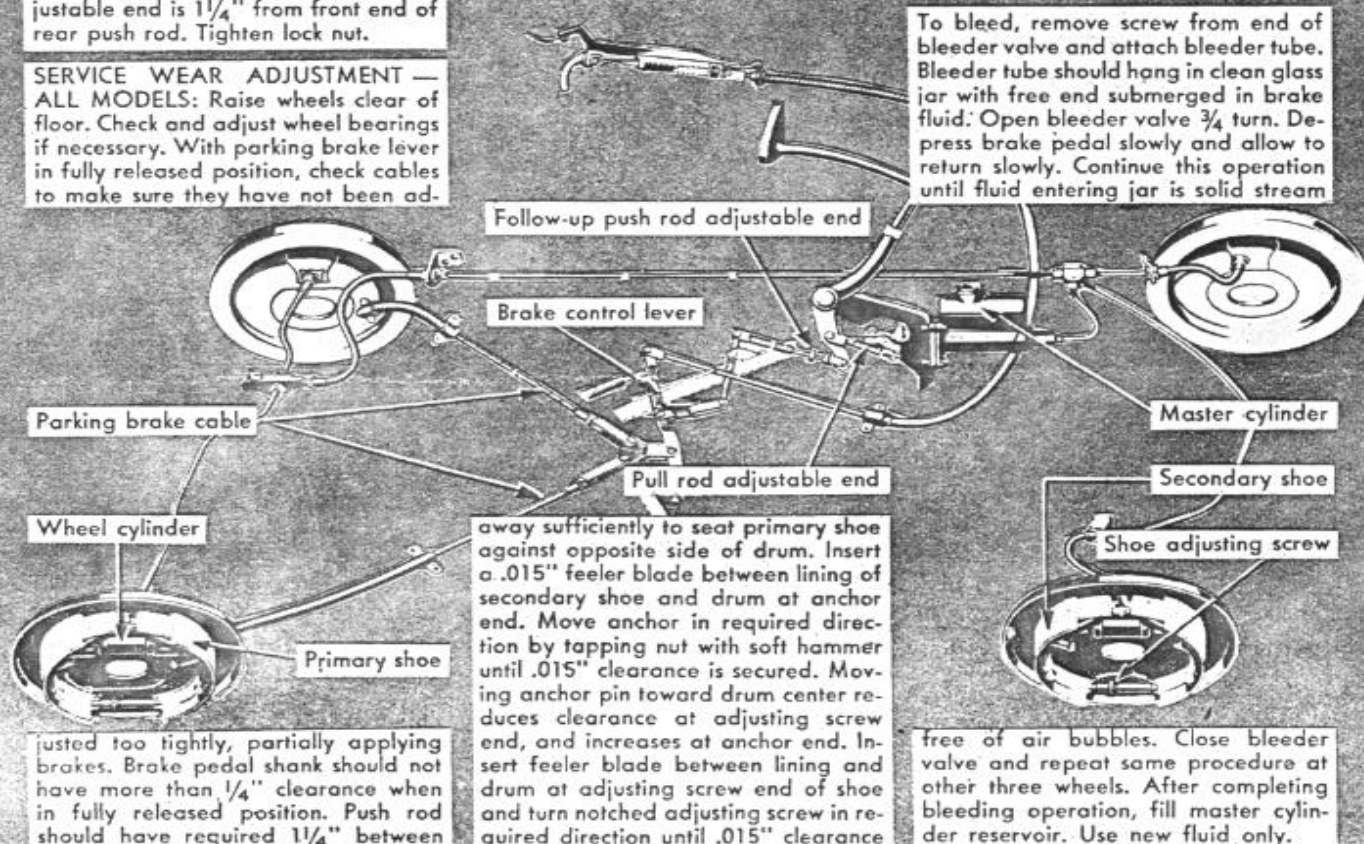 justable end is 1 1/4" from front end of
rear push rod. Tighten lock nut.
SERVICE WEAR ADJUSTMENT —
ALL MODELS: Raise wheels clear of
floor. Check and adjust wheel bearings
if necessary. With parking brake lever
in fully released position, check cables
to make sure they have not been ad-
To bleed, remove screw from end of
bleeder valve and attach bleeder tube.
Bleeder tube should hang in clean glass
jar with free end submerged in brake
fluid. Open bleeder valve 3/4 turn. De-
press brake pedal slowly and allow to
return slowly. Continue this operation
until fluid entering jar is solid stream
Follow-up push rod adjustable end
Brake control lever
Parking brake cable
Master cylinder
Pull rod adjustable end
Secondary shoe
Wheel cylinder
Shoe adjusting screw
Primary shoe
justed too tightly, partially applying
brakes. Brake pedal shank should not
have more than 1/4" clearance when
in fully released position. Push rod
should have required 1 1/4" between
away sufficiently to seat primary shoe
against opposite side of drum. Insert
a .015" feeler blade between lining of
secondary shoe and drum at anchor
end. Move anchor in required direc-
tion by tapping nut with soft hammer
until .015" clearance is secured. Mov-
ing anchor pin toward drum center re-
duces clearance at adjusting screw
end, and increases at anchor end. In-
sert feeler blade between lining and
drum at adjusting screw end of shoe
and turn notched adjusting screw in re-
quired direction until .015" clearance
free of air bubbles. Close bleeder
valve and repeat same procedure at
other three wheels. After completing
bleeding operation, fill master cylin-
der reservoir. Use new fluid only.